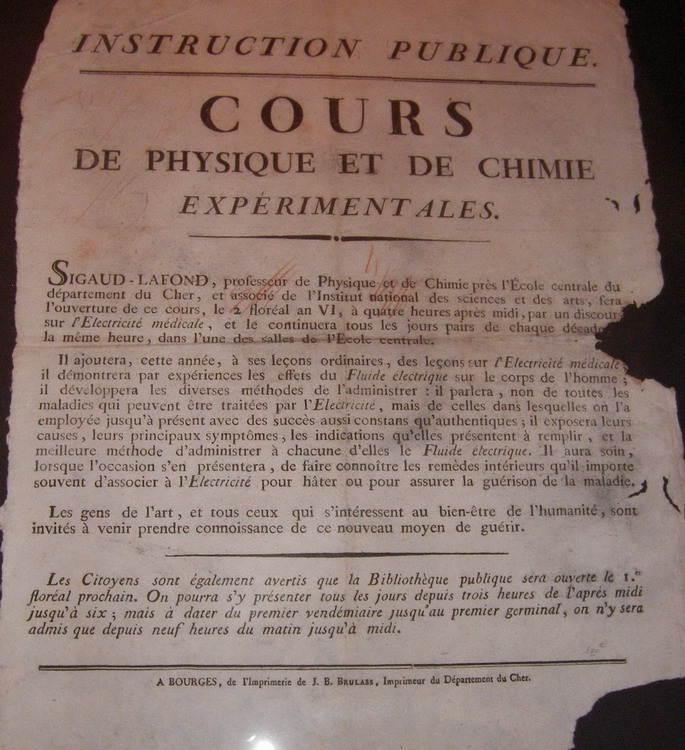 INSTRUCTION PUBLIQUE.
COURS
DE PHYSIQUE ET DE CHIMIE
EXPÉRIMENTALES.
SIGAUD-LAFOND, professeur de Physique et de Chimie près l'École centrale du
département du Cher, et associé de l'Institut national des sciences et des arts, fera
l'ouverture de ce cours, le 2 floréal an VI, à quatre heures après midi, par un discours
sur l'Electricité médicale, et le continuera tous les jours pairs de chaque
la même heure, dans l'une des salles de l'École centrale.
Il ajoutera, cette année, à ses leçons ordinaires, des leçons sur l'Electricité médicale,
il démontrera par expériences les effets du Fluide électrique sur le corps de l'homme ;
il développera les diverses méthodes de l'administrer : il parlera, non de toutes les
maladies qui peuvent être traitées par l'Electricité, mais de celles dans lesquelles on l'a
employée jusqu'à présent avec des succès aussi constans qu'authentiques ; il exposera leurs
causes, leurs principaux symptômes, les indications qu'elles présentent à remplir, et la
meilleure méthode d'administrer à chacune d'elles le Fluide électrique. Il aura soin,
lorsque l'occasion s'en présentera, de faire connoître les remèdes intérieurs qu'il importe
souvent d'associer à l'Electricité pour hâter ou pour assurer la guérison de la maladie.
Les gens de l'art, et tous ceux qui s'intéressent au bien-être de l'humanité, sont
invités à venir prendre connoissance de ce nouveau moyen de guérir.
Les Citoyens sont également avertis que la Bibliothèque publique sera ouverte le 1.er
floréal prochain. On pourra s'y présenter tous les jours depuis trois heures de l'après midi
jusqu'à six ; mais à dater du premier vendémiaire jusqu'au premier germinal, on n'y sera
admis que depuis neuf heures du matin jusqu'à midi.
A BOURGES, de l'Imprimerie de J. B. BRULASS, Imprimeur du Département du Cher.